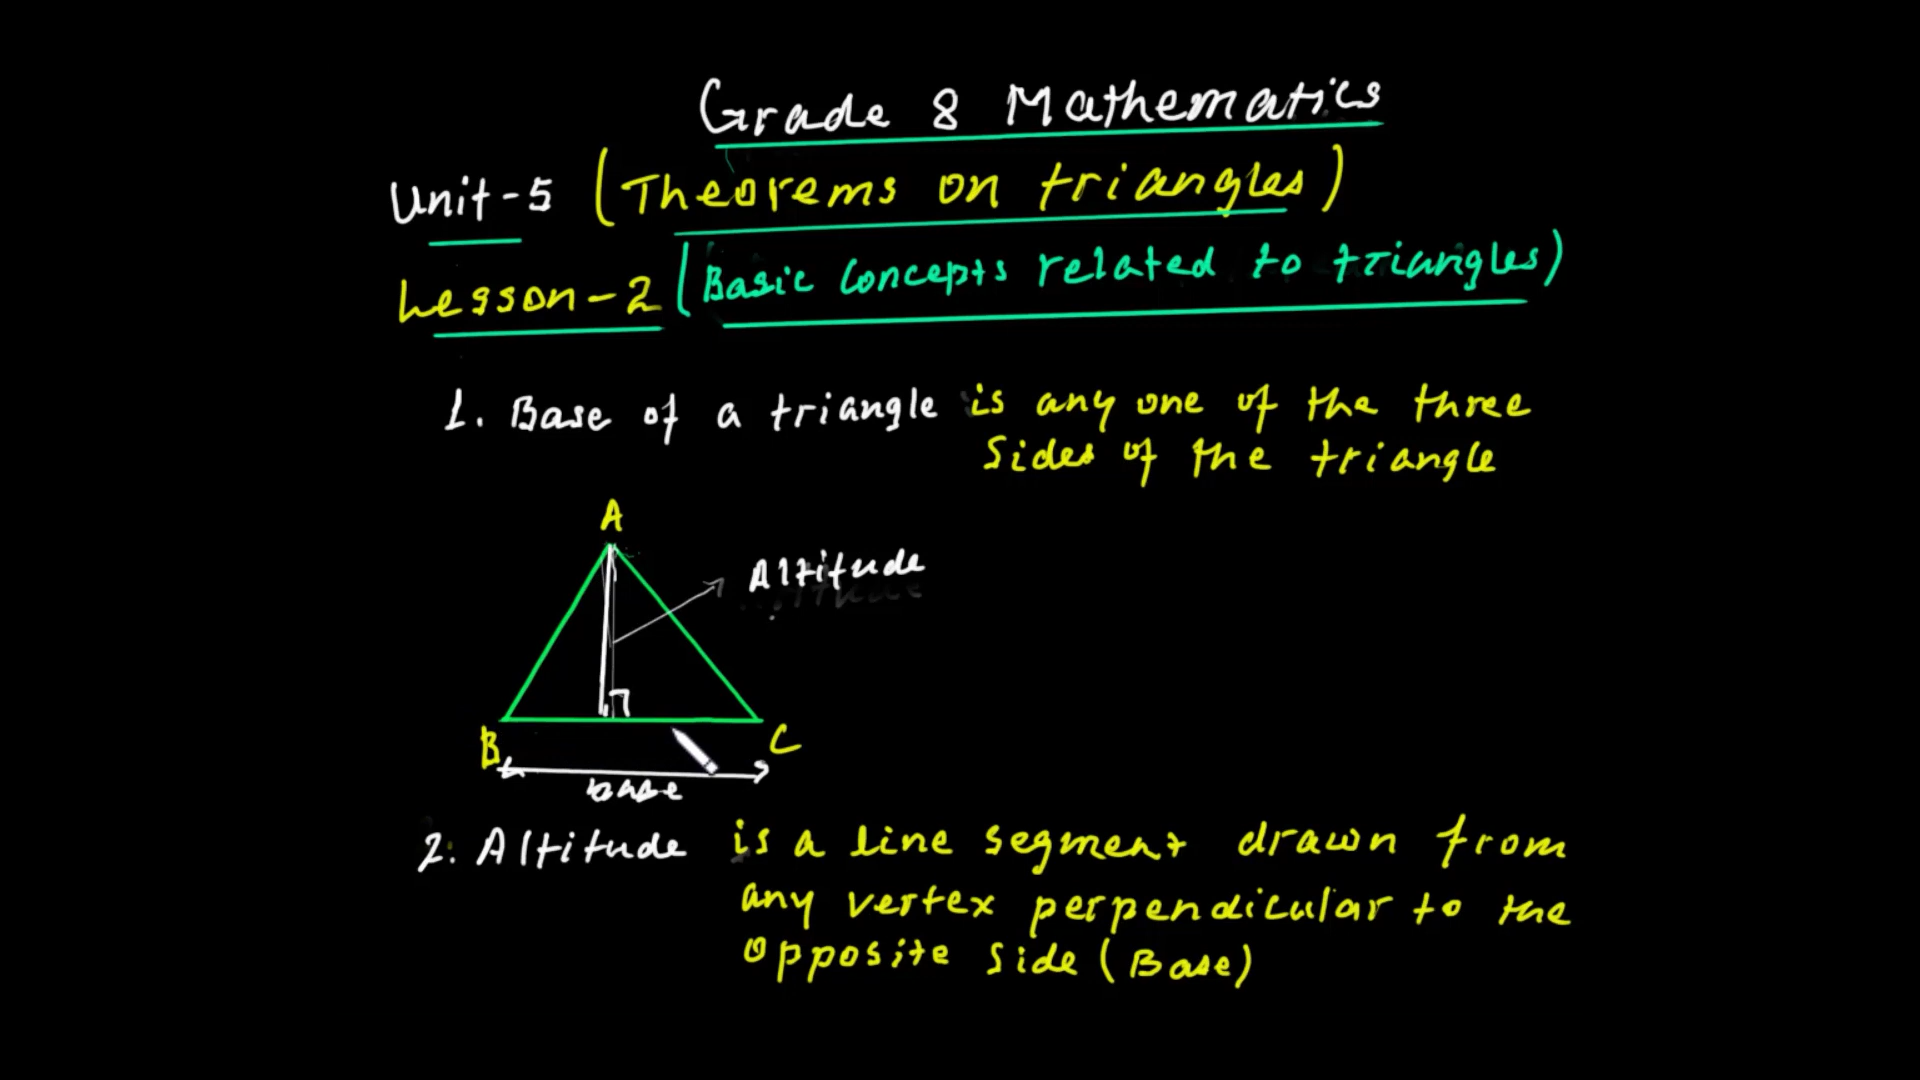 Grade 8 Mathematics
Unit-5 (Theorems on triangles)
Lesson-2 (Basic Concepts related to triangles)
1. Base of a triangle is any one of the three
Sides of the triangle
A
Altitude
B
C
base
2. Altitude is a line segment drawn from
any vertex perpendicular to the
opposite side (Base)